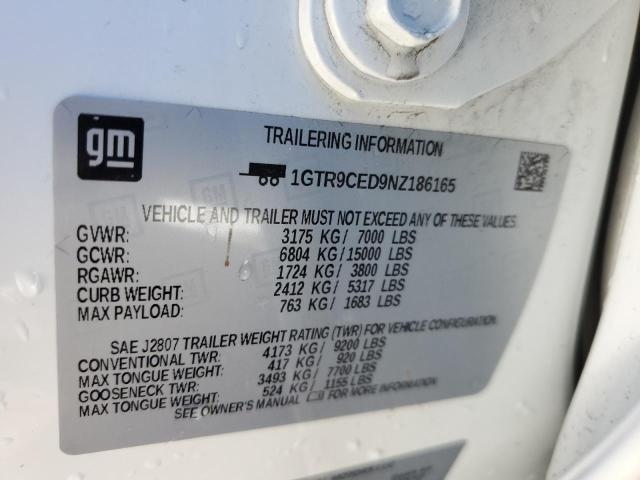 gm
TRAILERING INFORMATION
1GTR9CED9NZ186165
VEHICLE AND TRAILER MUST NOT EXCEED ANY OF THESE VALUES.
GVWR: 3175 KG/ 7000 LBS
GCWR: 6804 KG/15000 LBS
RGAWR: 1724 KG/ 3800 LBS
CURB WEIGHT: 2412 KG/ 5317 LBS
MAX PAYLOAD: 763 KG/ 1683 LBS
SAE J2807 TRAILER WEIGHT RATING (TWR) FOR VEHICLE CONFIGURATION:
CONVENTIONAL TWR: 4173 KG/ 9200 LBS
MAX TONGUE WEIGHT: 417 KG/ 920 LBS
GOOSENECK TWR: 3493 KG/ 7700 LBS
MAX TONGUE WEIGHT: 524 KG/ 1155 LBS
SEE OWNER'S MANUAL FOR MORE INFORMATION.